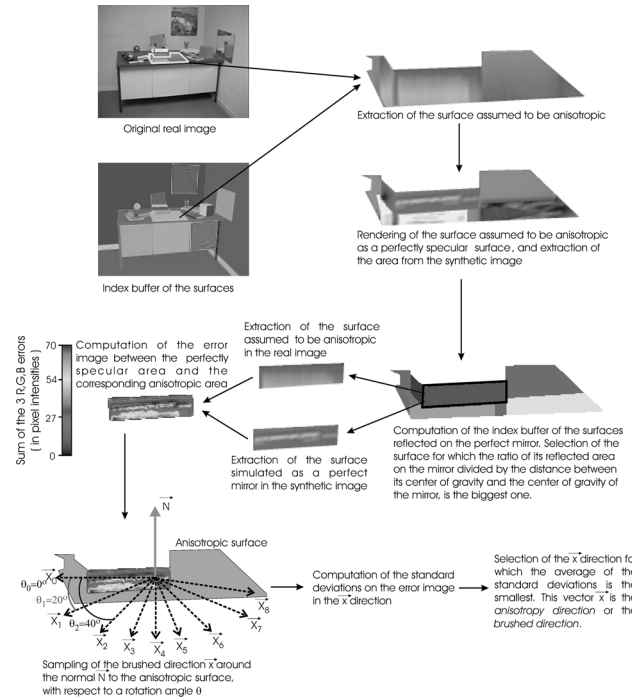 Original real image
Extraction of the surface assumed to be anisotropic
Index buffer of the surfaces
Rendering of the surface assumed to be anisotropic
as a perfectly specular surface, and extraction of
the area from the synthetic image
Sum of the 3 R,G,B errors
( in pixel intensities )
70
54
27
0
Computation of the error
image between the perfectly
specular area and the
corresponding anisotropic area
Extraction of the surface
assumed to be anisotropic
in the real image
Extraction of the surface
simulated as a perfect
mirror in the synthetic image
Computation of the index buffer of the surfaces
reflected on the perfect mirror. Selection of the
surface for which the ratio of its reflected area
on the mirror divided by the distance between
its center of gravity and the center of gravity of
the mirror, is the biggest one.
N
Anisotropic surface
θ0=0° X0
θ1=20°
X1
θ2=40°
X2
X3
X4
X5
X6
X7
X8
Sampling of the brushed direction x around
the normal N to the anisotropic surface,
with respect to a rotation angle θ
Computation of the standard
deviations on the error image
in the x direction
Selection of the x direction fo
which the average of the
standard deviations is the
smallest. This vector x is the
anisotropy direction or the
brushed direction.